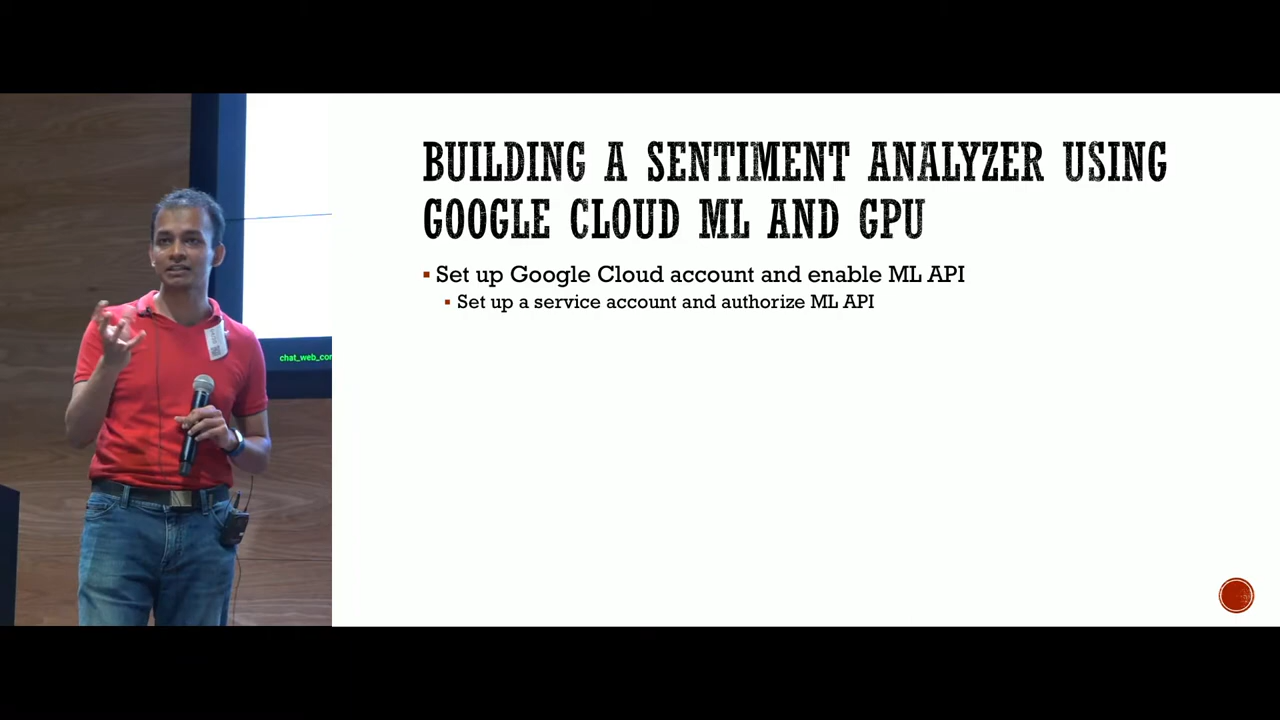 BUILDING A SENTIMENT ANALYZER USING
GOOGLE CLOUD ML AND GPU
Set up Google Cloud account and enable ML API
Set up a service account and authorize ML API
chat_web_con